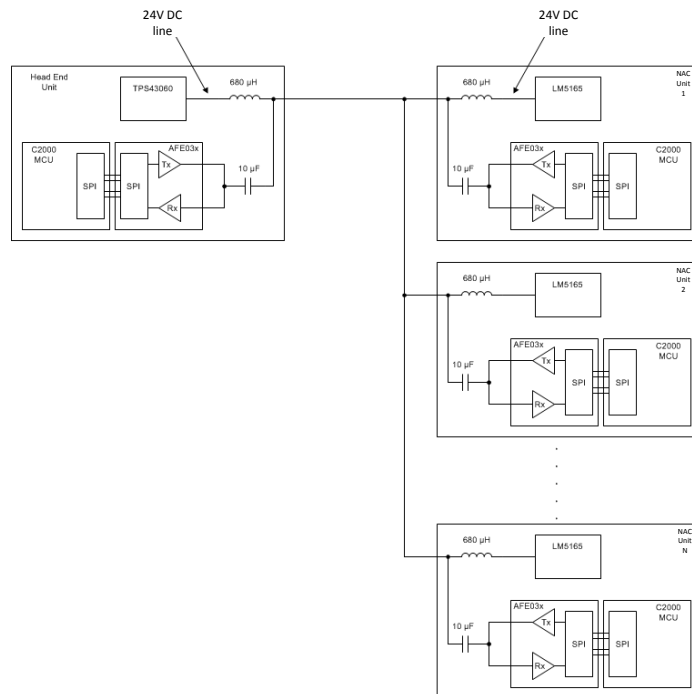 24V DC
line
24V DC
line
Head End
Unit
TPS43060
680 µH
C2000
MCU
AFE03x
SPI
SPI
Tx
Rx
10 µF
NAC
Unit
1
680 µH
LM5165
10 µF
AFE03x
Tx
Rx
SPI
SPI
C2000
MCU
NAC
Unit
2
680 µH
LM5165
10 µF
AFE03x
Tx
Rx
SPI
SPI
C2000
MCU
NAC
Unit
N
680 µH
LM5165
10 µF
AFE03x
Tx
Rx
SPI
SPI
C2000
MCU